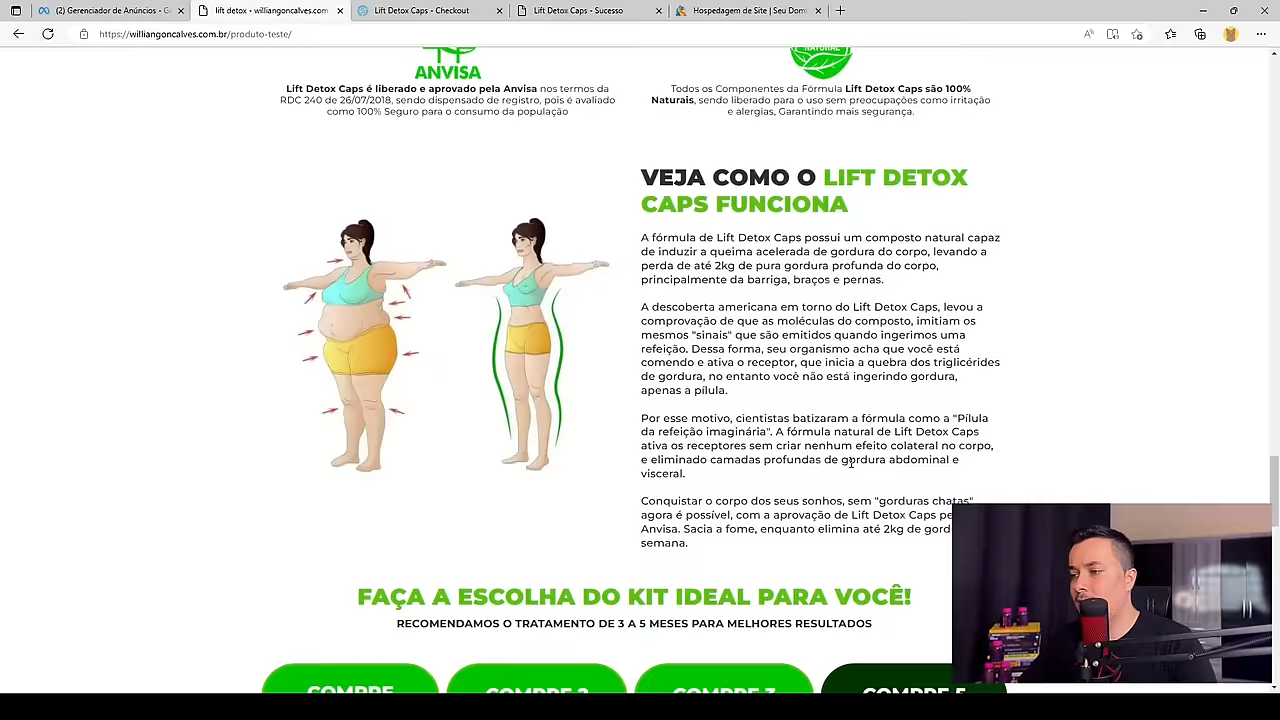 (2) Gerenciador de Anúncios - G
lift detox - williangoncalves.com
Lift Detox Caps - Checkout
Lift Detox Caps - Sucesso
Hospedagem de Site | Seu Dom
https://williangoncalves.com.br/produto-teste/
ANVISA
NATURAL
Lift Detox Caps é liberado e aprovado pela Anvisa nos termos da
RDC 240 de 26/07/2018, sendo dispensado de registro, pois é avaliado
como 100% Seguro para o consumo da população
Todos os Componentes da Fórmula Lift Detox Caps são 100%
Naturais, sendo liberado para o uso sem preocupações como irritação
e alergias, Garantindo mais segurança.
VEJA COMO O LIFT DETOX
CAPS FUNCIONA
A fórmula de Lift Detox Caps possui um composto natural capaz
de induzir a queima acelerada de gordura do corpo, levando a
perda de até 2kg de pura gordura profunda do corpo,
principalmente da barriga, braços e pernas.
A descoberta americana em torno do Lift Detox Caps, levou a
comprovação de que as moléculas do composto, imitiam os
mesmos "sinais" que são emitidos quando ingerimos uma
refeição. Dessa forma, seu organismo acha que você está
comendo e ativa o receptor, que inicia a quebra dos triglicérides
de gordura, no entanto você não está ingerindo gordura,
apenas a pílula.
Por esse motivo, cientistas batizaram a fórmula como a "Pílula
da refeição imaginária". A fórmula natural de Lift Detox Caps
ativa os receptores sem criar nenhum efeito colateral no corpo,
e eliminado camadas profundas de gordura abdominal e
visceral.
Conquistar o corpo dos seus sonhos, sem "gorduras chatas"
agora é possível, com a aprovação de Lift Detox Caps pe
Anvisa. Sacia a fome, enquanto elimina até 2kg de gord
semana.
FAÇA A ESCOLHA DO KIT IDEAL PARA VOCÊ!
RECOMENDAMOS O TRATAMENTO DE 3 A 5 MESES PARA MELHORES RESULTADOS
COMPRE
COMPRE 2
COMPRE 3
COMPRE 5